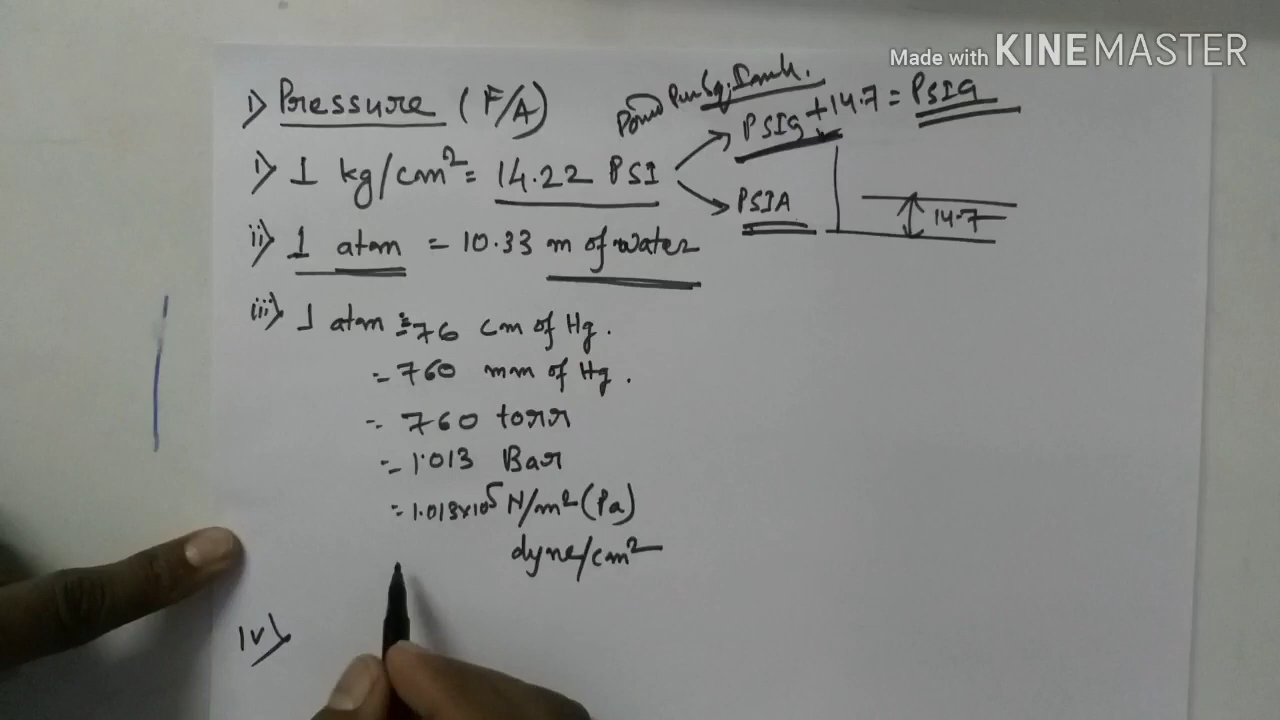 Made with KINEMASTER
1) Pressure (F/A)
Pound Per Sq. Inch.
PSIg + 14.7 = PSIG
i) 1 kg/cm² = 14.22 PSI
PSIA
14.7
ii) 1 atm = 10.33 m of water
iii) 1 atm = 76 cm of Hg.
= 760 mm of Hg.
= 760 torr
= 1.013 Bar
= 1.013x10⁵ N/m² (Pa)
dyne/cm²
iv)